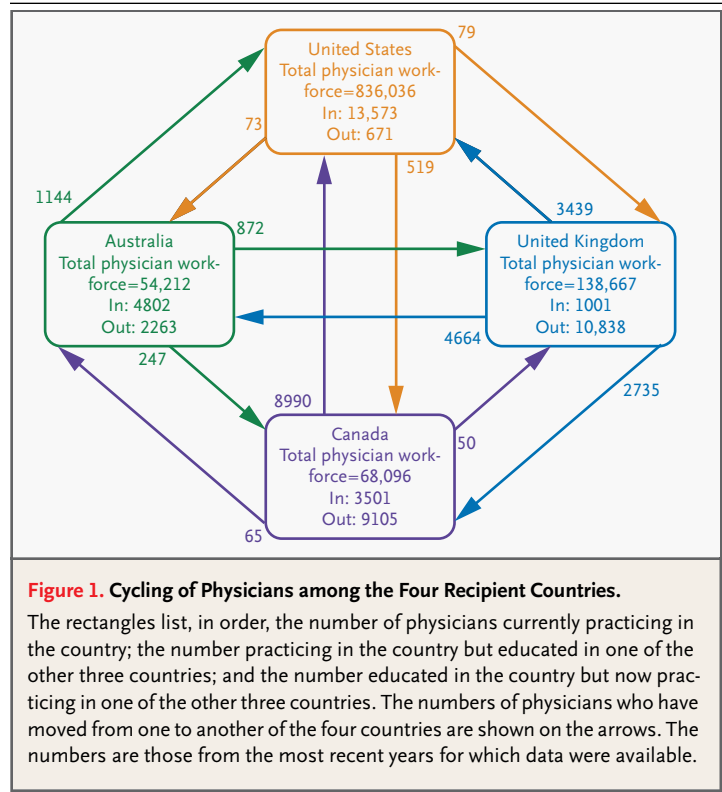 79
United States
Total physician work-
force=836,036
In: 13,573
Out: 671
73
519
1144
3439
872
Australia
Total physician work-
force=54,212
In: 4802
Out: 2263
United Kingdom
Total physician work-
force=138,667
In: 1001
Out: 10,838
4664
247
2735
8990
Canada
Total physician work-
force=68,096
In: 3501
Out: 9105
50
65
Figure 1. Cycling of Physicians among the Four Recipient Countries.
The rectangles list, in order, the number of physicians currently practicing in
the country; the number practicing in the country but educated in one of the
other three countries; and the number educated in the country but now prac-
ticing in one of the other three countries. The numbers of physicians who have
moved from one to another of the four countries are shown on the arrows. The
numbers are those from the most recent years for which data were available.